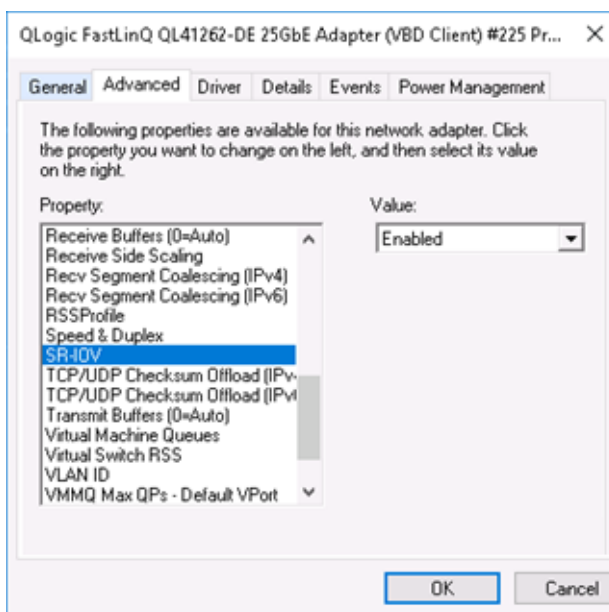 QLogic FastLinQ QL41262-DE 25GbE Adapter (VBD Client) #225 Pr...
General Advanced Driver Details Events Power Management
The following properties are available for this network adapter. Click
the property you want to change on the left, and then select its value
on the right.
Property:
Value:
Receive Buffers (0=Auto)
Receive Side Scaling
Recv Segment Coalescing (IPv4)
Recv Segment Coalescing (IPv6)
RSSProfile
Speed & Duplex
SR-IOV
TCP/UDP Checksum Offload (IPv
TCP/UDP Checksum Offload (IPv
Transmit Buffers (0=Auto)
Virtual Machine Queues
Virtual Switch RSS
VLAN ID
VMMQ Max QPs - Default VPort
Enabled
OK
Cancel